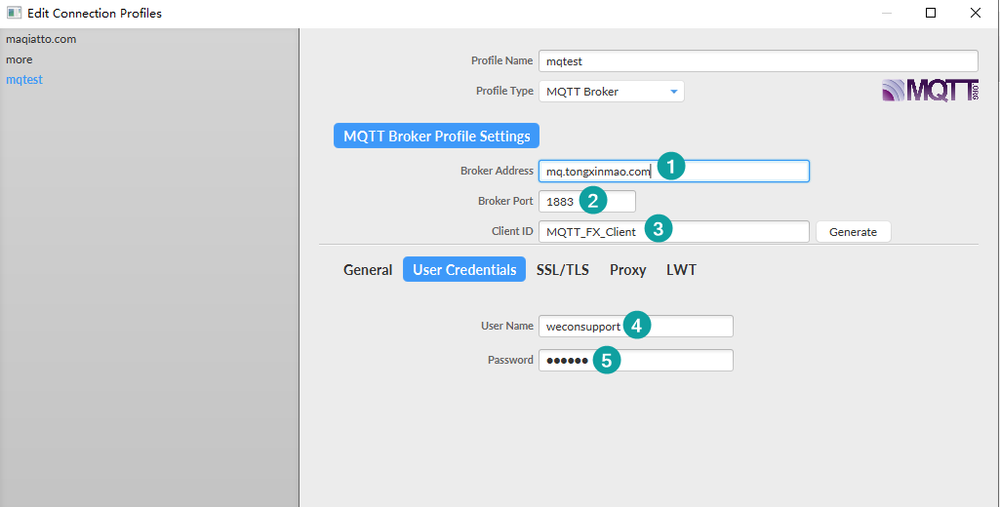 Edit Connection Profiles
maqiatto.com
more
mqtest
Profile Name mqtest
Profile Type MQTT Broker
MQTT.ORG
MQTT Broker Profile Settings
Broker Address mq.tongxinmao.com 1
Broker Port 1883 2
Client ID MQTT_FX_Client 3 Generate
General User Credentials SSL/TLS Proxy LWT
User Name weconsupport 4
Password •••••• 5